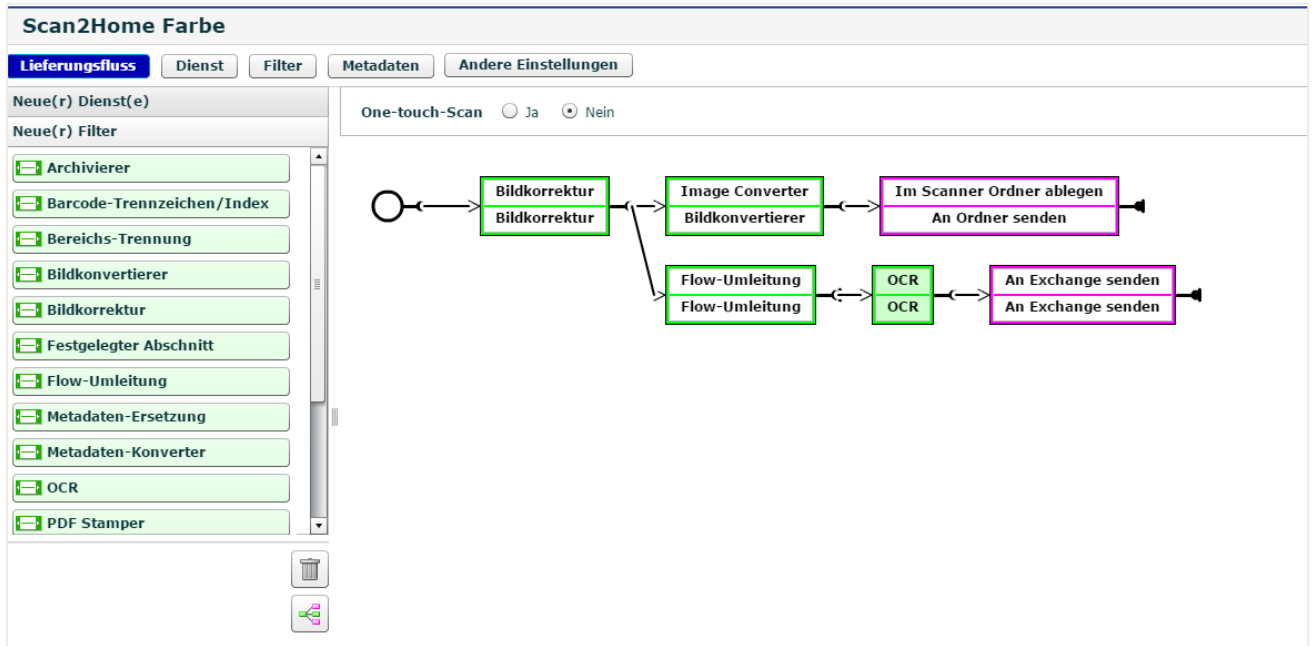 Scan2Home Farbe
Lieferungsfluss Dienst Filter Metadaten Andere Einstellungen
Neue(r) Dienst(e)
Neue(r) Filter
Archivierer
Barcode-Trennzeichen/Index
Bereichs-Trennung
Bildkonvertierer
Bildkorrektur
Festgelegter Abschnitt
Flow-Umleitung
Metadaten-Ersetzung
Metadaten-Konverter
OCR
PDF Stamper
One-touch-Scan Ja Nein
Bildkorrektur
Bildkorrektur
Image Converter
Bildkonvertierer
Im Scanner Ordner ablegen
An Ordner senden
Flow-Umleitung
Flow-Umleitung
OCR
OCR
An Exchange senden
An Exchange senden